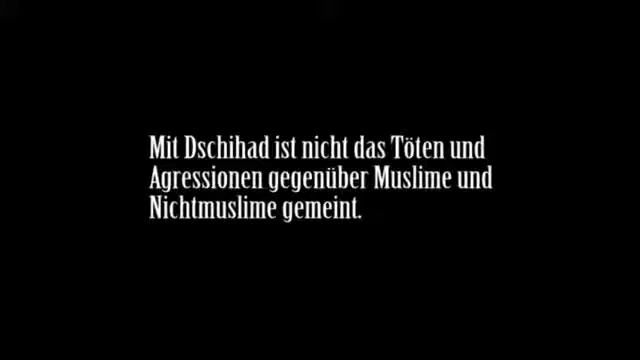 Mit Dschihad ist nicht das Töten und
Agressionen gegenüber Muslime und
Nichtmuslime gemeint.